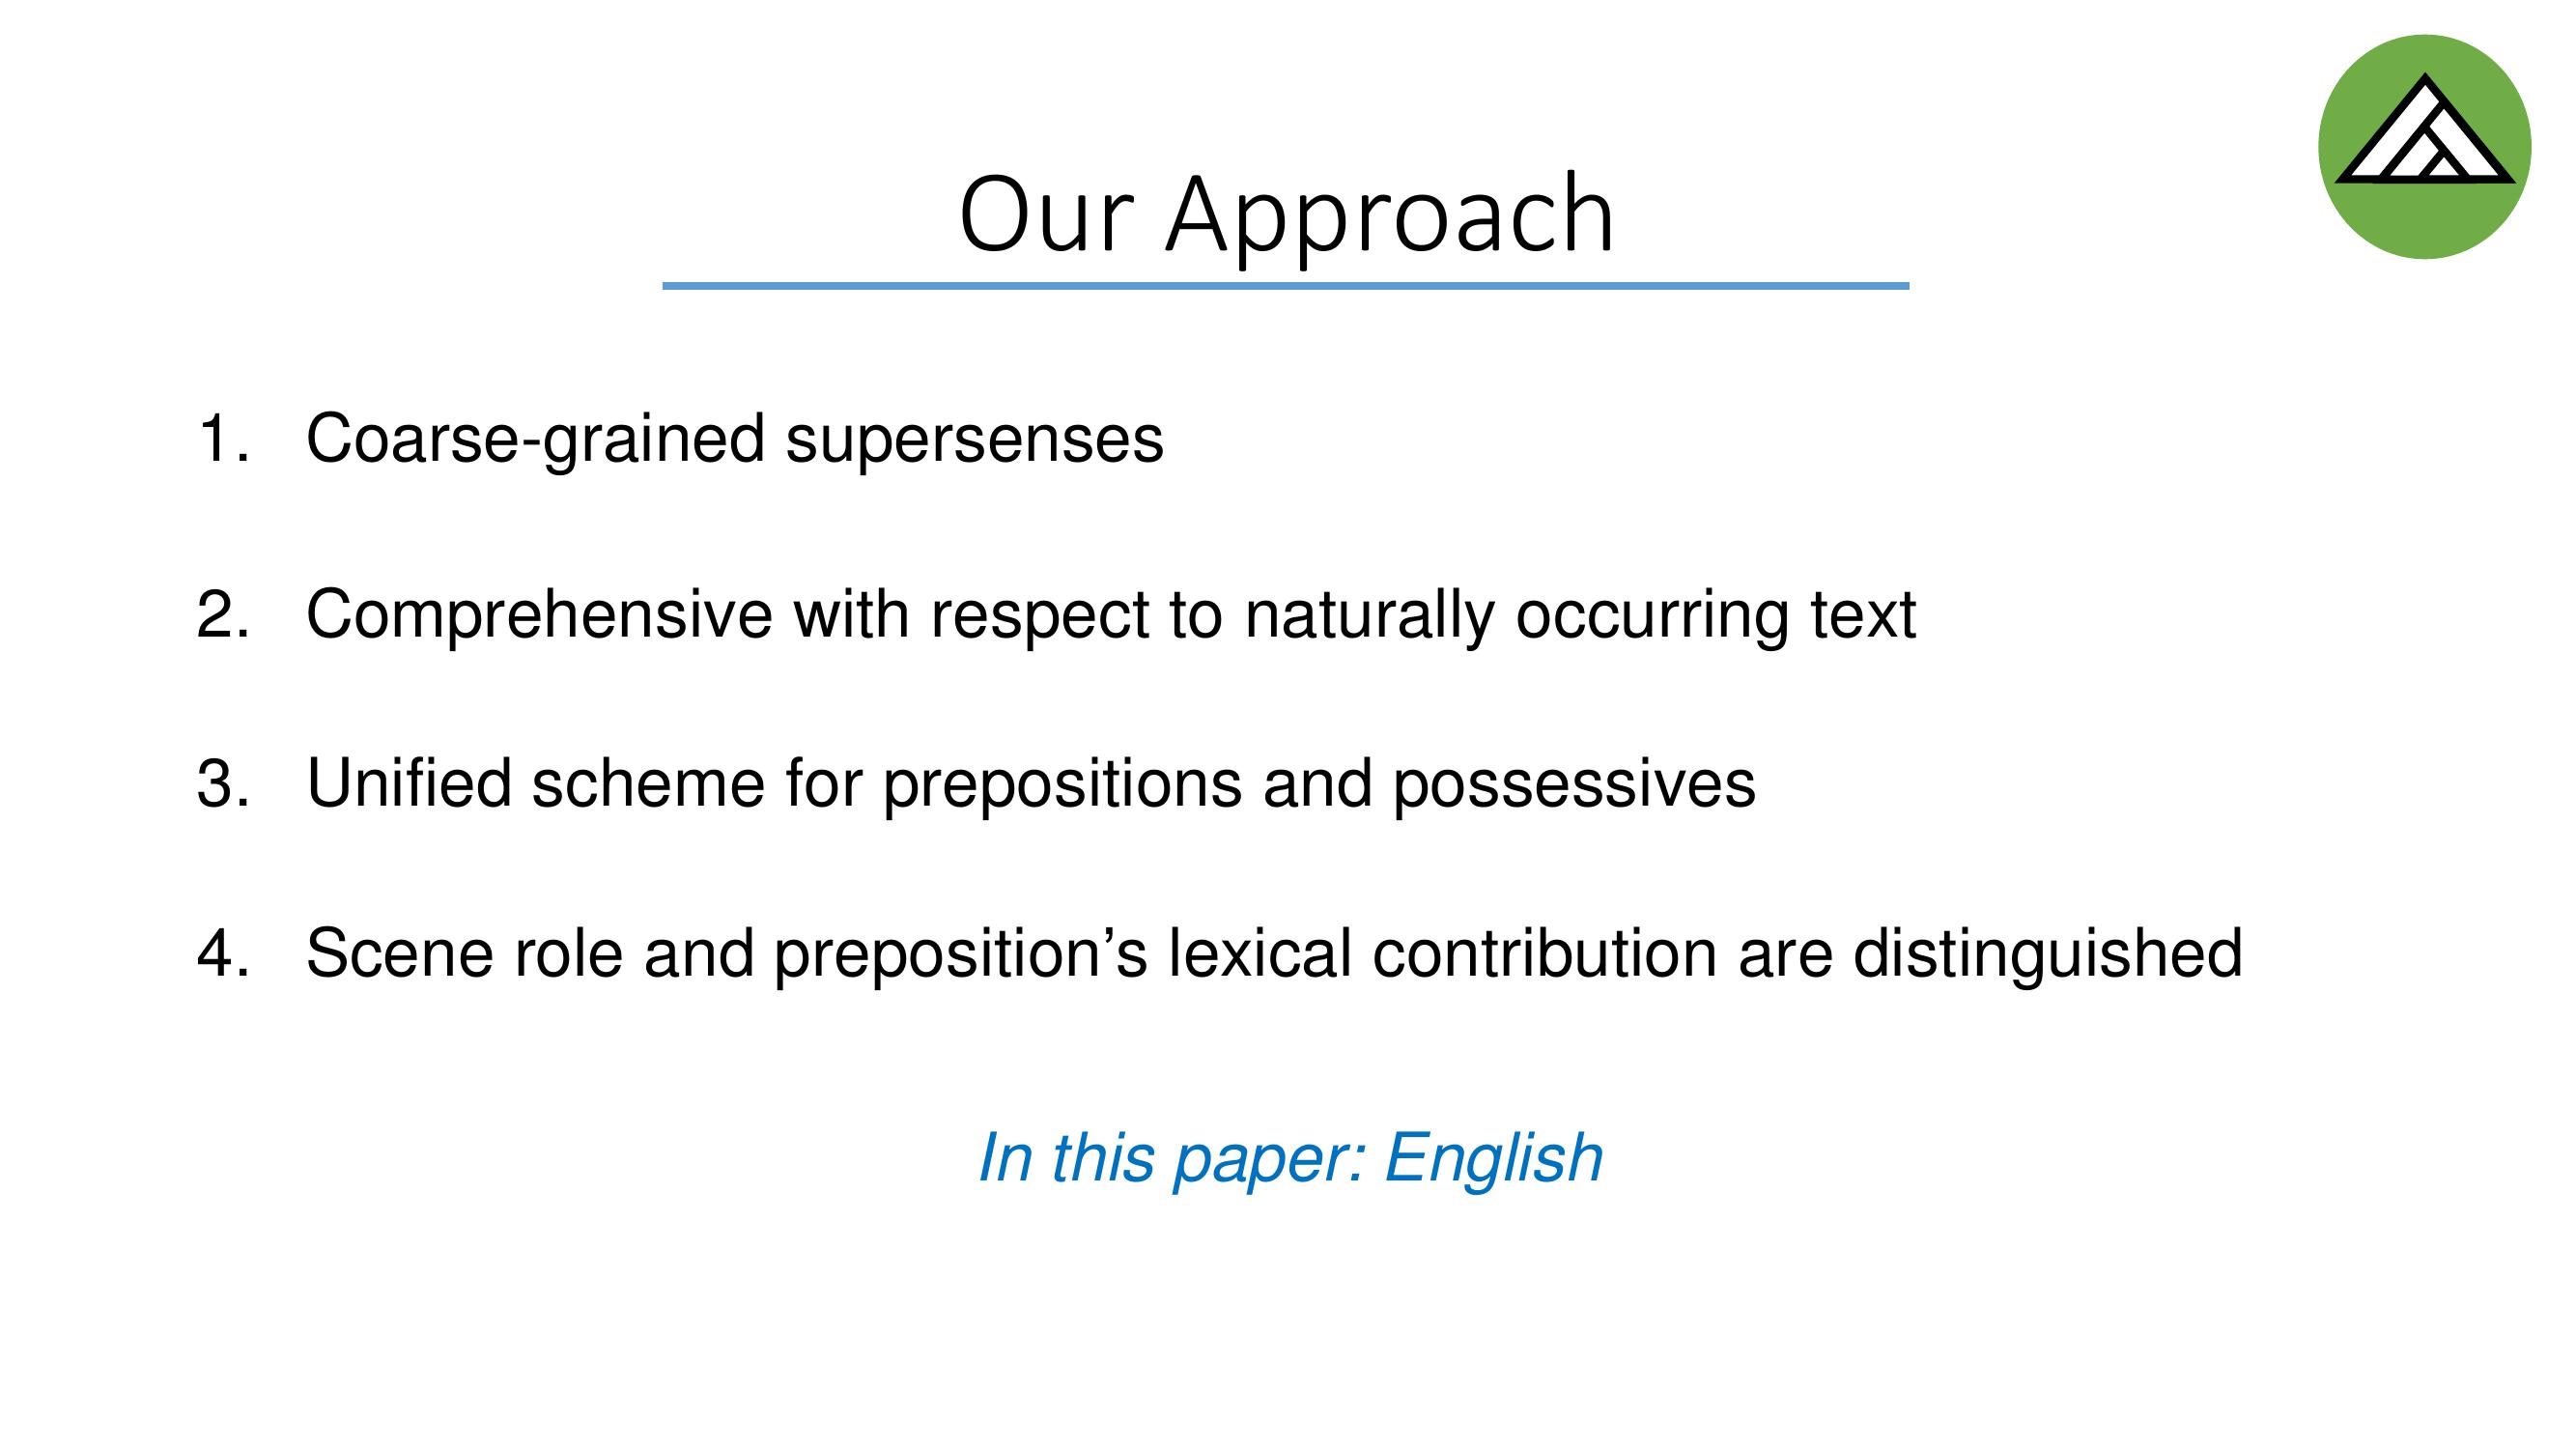 Our Approach
1. Coarse-grained supersenses
2. Comprehensive with respect to naturally occurring text
3. Unified scheme for prepositions and possessives
4. Scene role and preposition’s lexical contribution are distinguished
In this paper: English